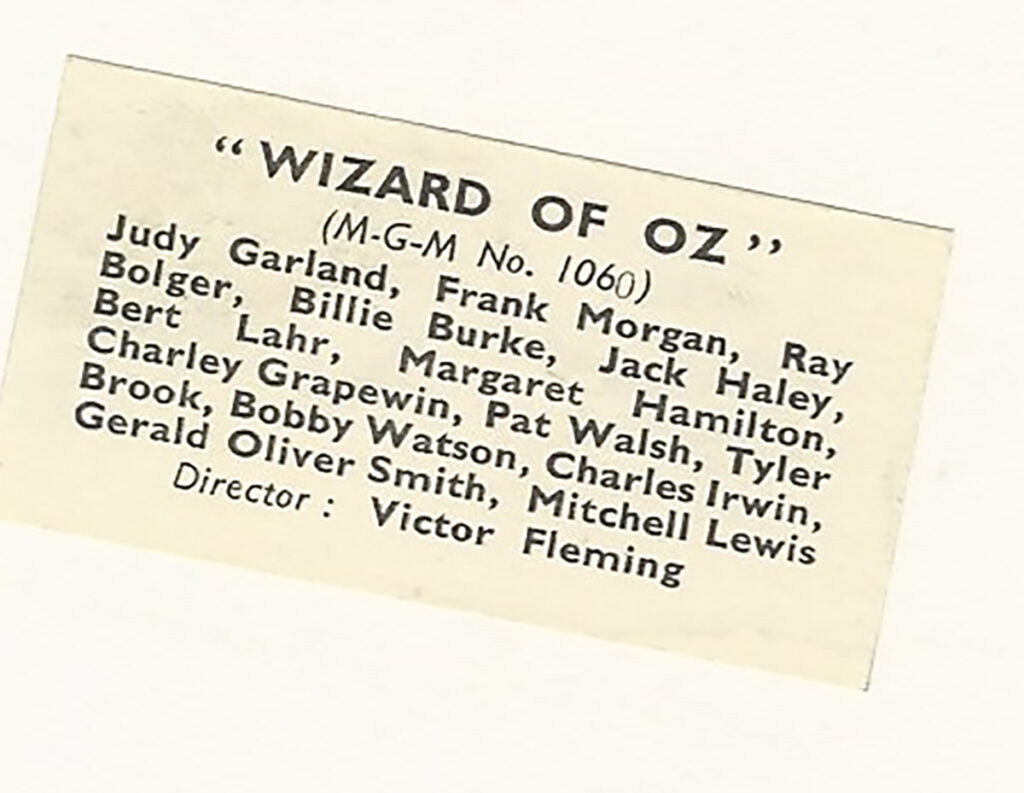 “ WIZARD OF OZ ”
(M-G-M No. 1060)
Judy Garland, Frank Morgan, Ray
Bolger, Billie Burke, Jack Haley,
Bert Lahr, Margaret Hamilton,
Charley Grapewin, Pat Walsh, Tyler
Brook, Bobby Watson, Charles Irwin,
Gerald Oliver Smith, Mitchell Lewis
Director : Victor Fleming